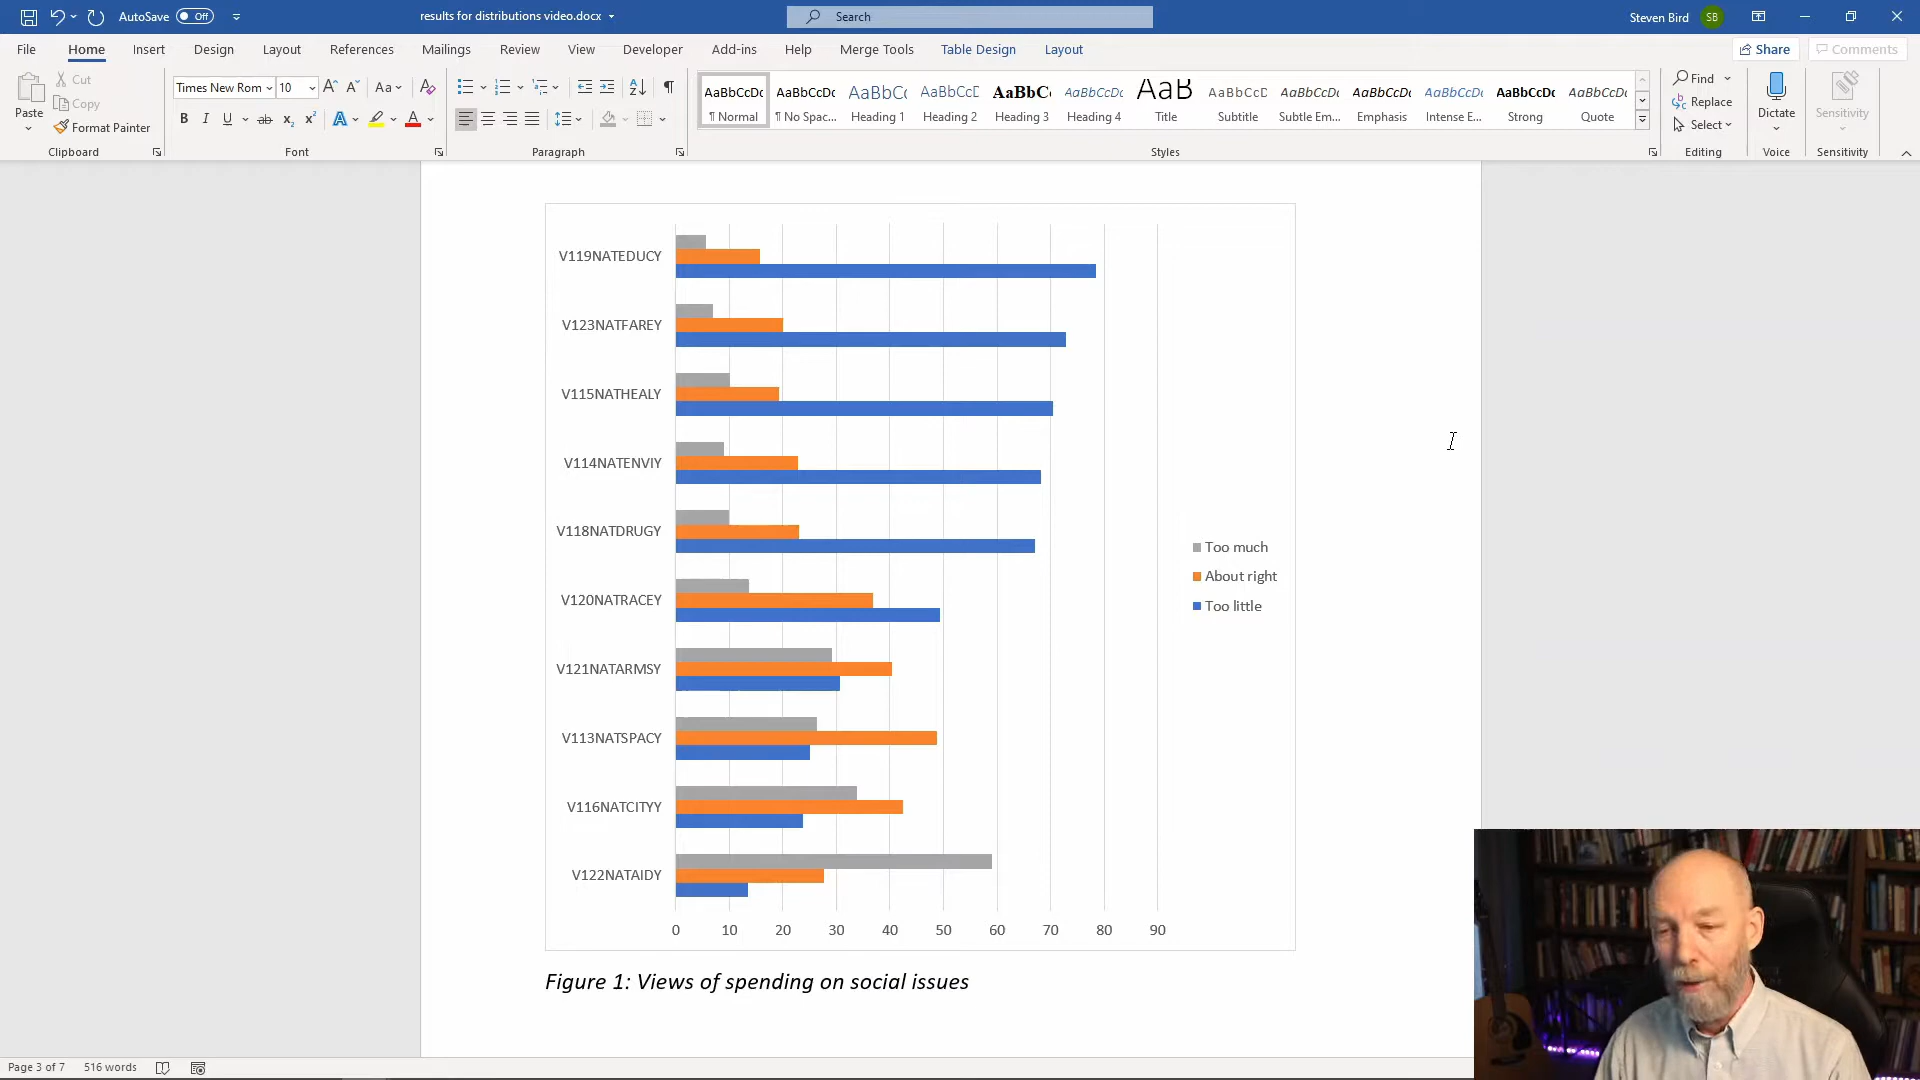 AutoSave Off
results for distributions video.docx
Search
Steven Bird SB
File Home Insert Design Layout References Mailings Review View Developer Add-ins Help Merge Tools Table Design Layout
Share Comments
Paste
Cut
Copy
Format Painter
Clipboard
Times New Rom 10
Font
Paragraph
AaBbCcDc ¶ Normal
AaBbCcDc ¶ No Spac...
AaBbC( Heading 1
AaBbCcD Heading 2
AaBbC Heading 3
AaBbCcDc Heading 4
AaB Title
AaBbCcD Subtitle
AaBbCcDc Subtle Em...
AaBbCcDc Emphasis
AaBbCcDc Intense E...
AaBbCcDc Strong
AaBbCcDc Quote
Styles
Find
Replace
Select
Editing
Dictate
Voice
Sensitivity
Sensitivity
V119NATEDUCY
V123NATFAREY
V115NATHEALY
V114NATENVIY
V118NATDRUGY
V120NATRACEY
V121NATARMSY
V113NATSPACY
V116NATCITYY
V122NATAIDY
0 10 20 30 40 50 60 70 80 90
Too much
About right
Too little
Figure 1: Views of spending on social issues
Page 3 of 7 516 words